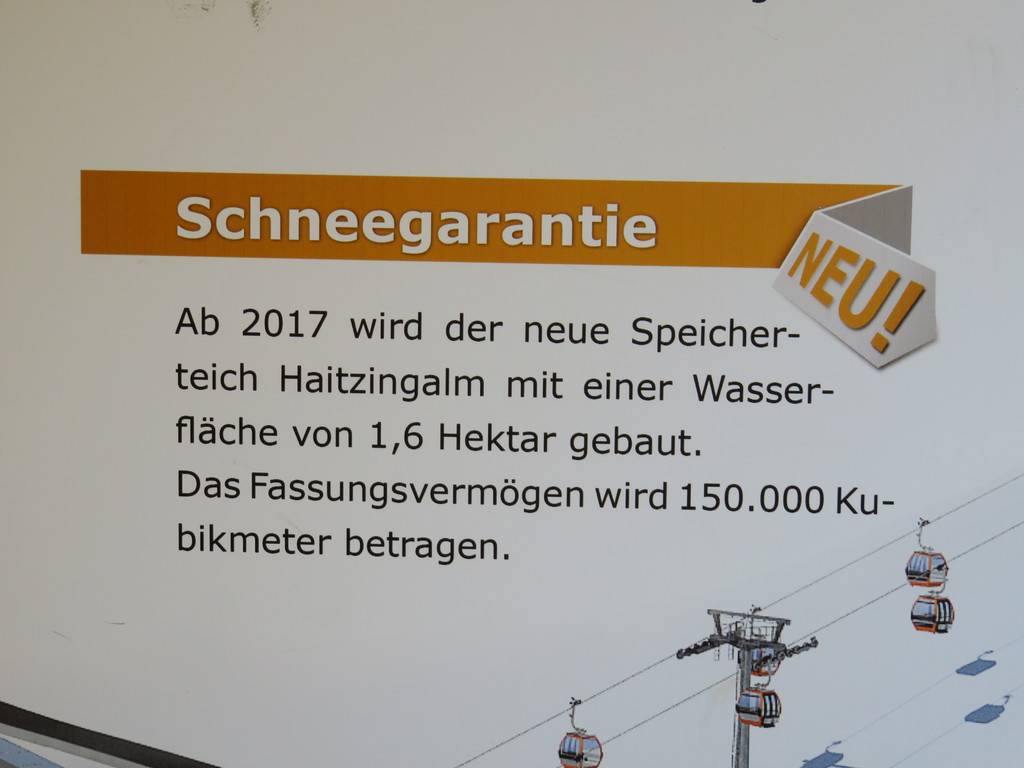 Schneegarantie
NEU!
Ab 2017 wird der neue Speicher-
teich Haitzingalm mit einer Wasser-
fläche von 1,6 Hektar gebaut.
Das Fassungsvermögen wird 150.000 Ku-
bikmeter betragen.